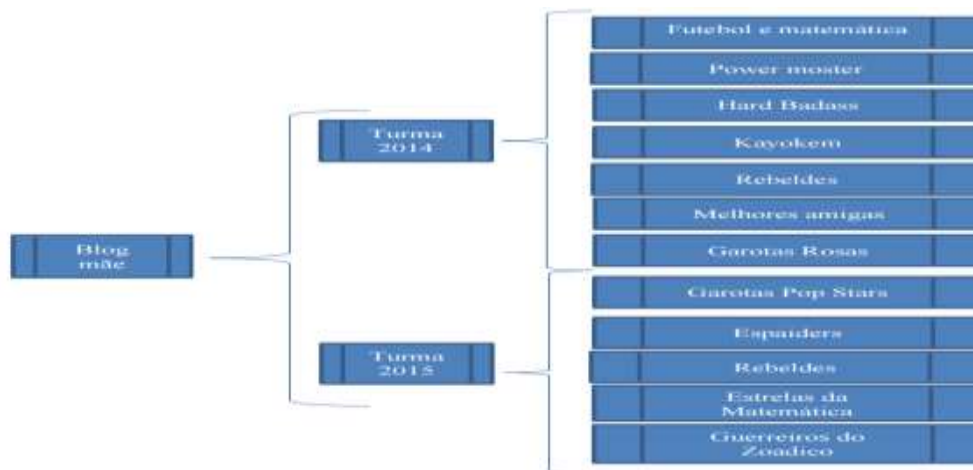 Blog
mãe
Turma
2014
Turma
2015
Futebol e matemática
Power moster
Hard Badass
Kayokem
Rebeldes
Melhores amigas
Garotas Rosas
Garotas Pop Stars
Espaiders
Rebeldes
Estrelas da
Matemática
Guerreiros do
Zoadico